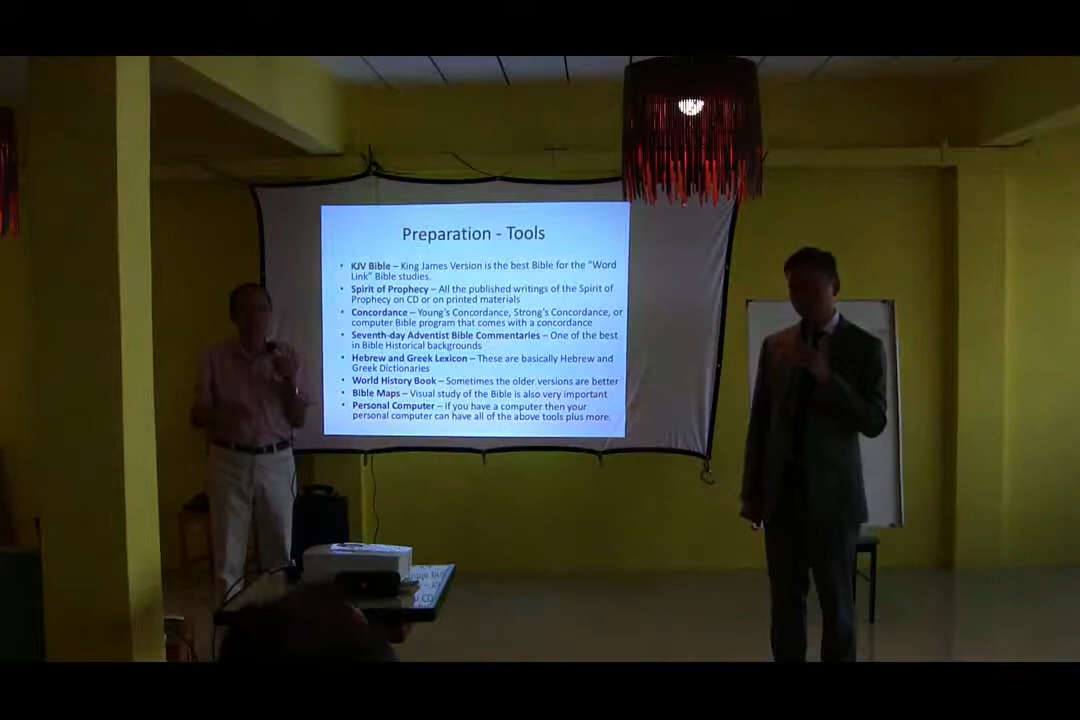 Preparation - Tools
• KJV Bible – King James Version is the best Bible for the "Word
Link" Bible studies.
• Spirit of Prophecy – All the published writings of the Spirit of
Prophecy on CD or on printed materials
• Concordance – Young's Concordance, Strong's Concordance, or
computer Bible program that comes with a concordance
• Seventh-day Adventist Bible Commentaries – One of the best
in Bible Historical backgrounds
• Hebrew and Greek Lexicon – These are basically Hebrew and
Greek Dictionaries
• World History Book – Sometimes the older versions are better
• Bible Maps – Visual study of the Bible is also very important
• Personal Computer – If you have a computer then your
personal computer can have all of the above tools plus more.
CD